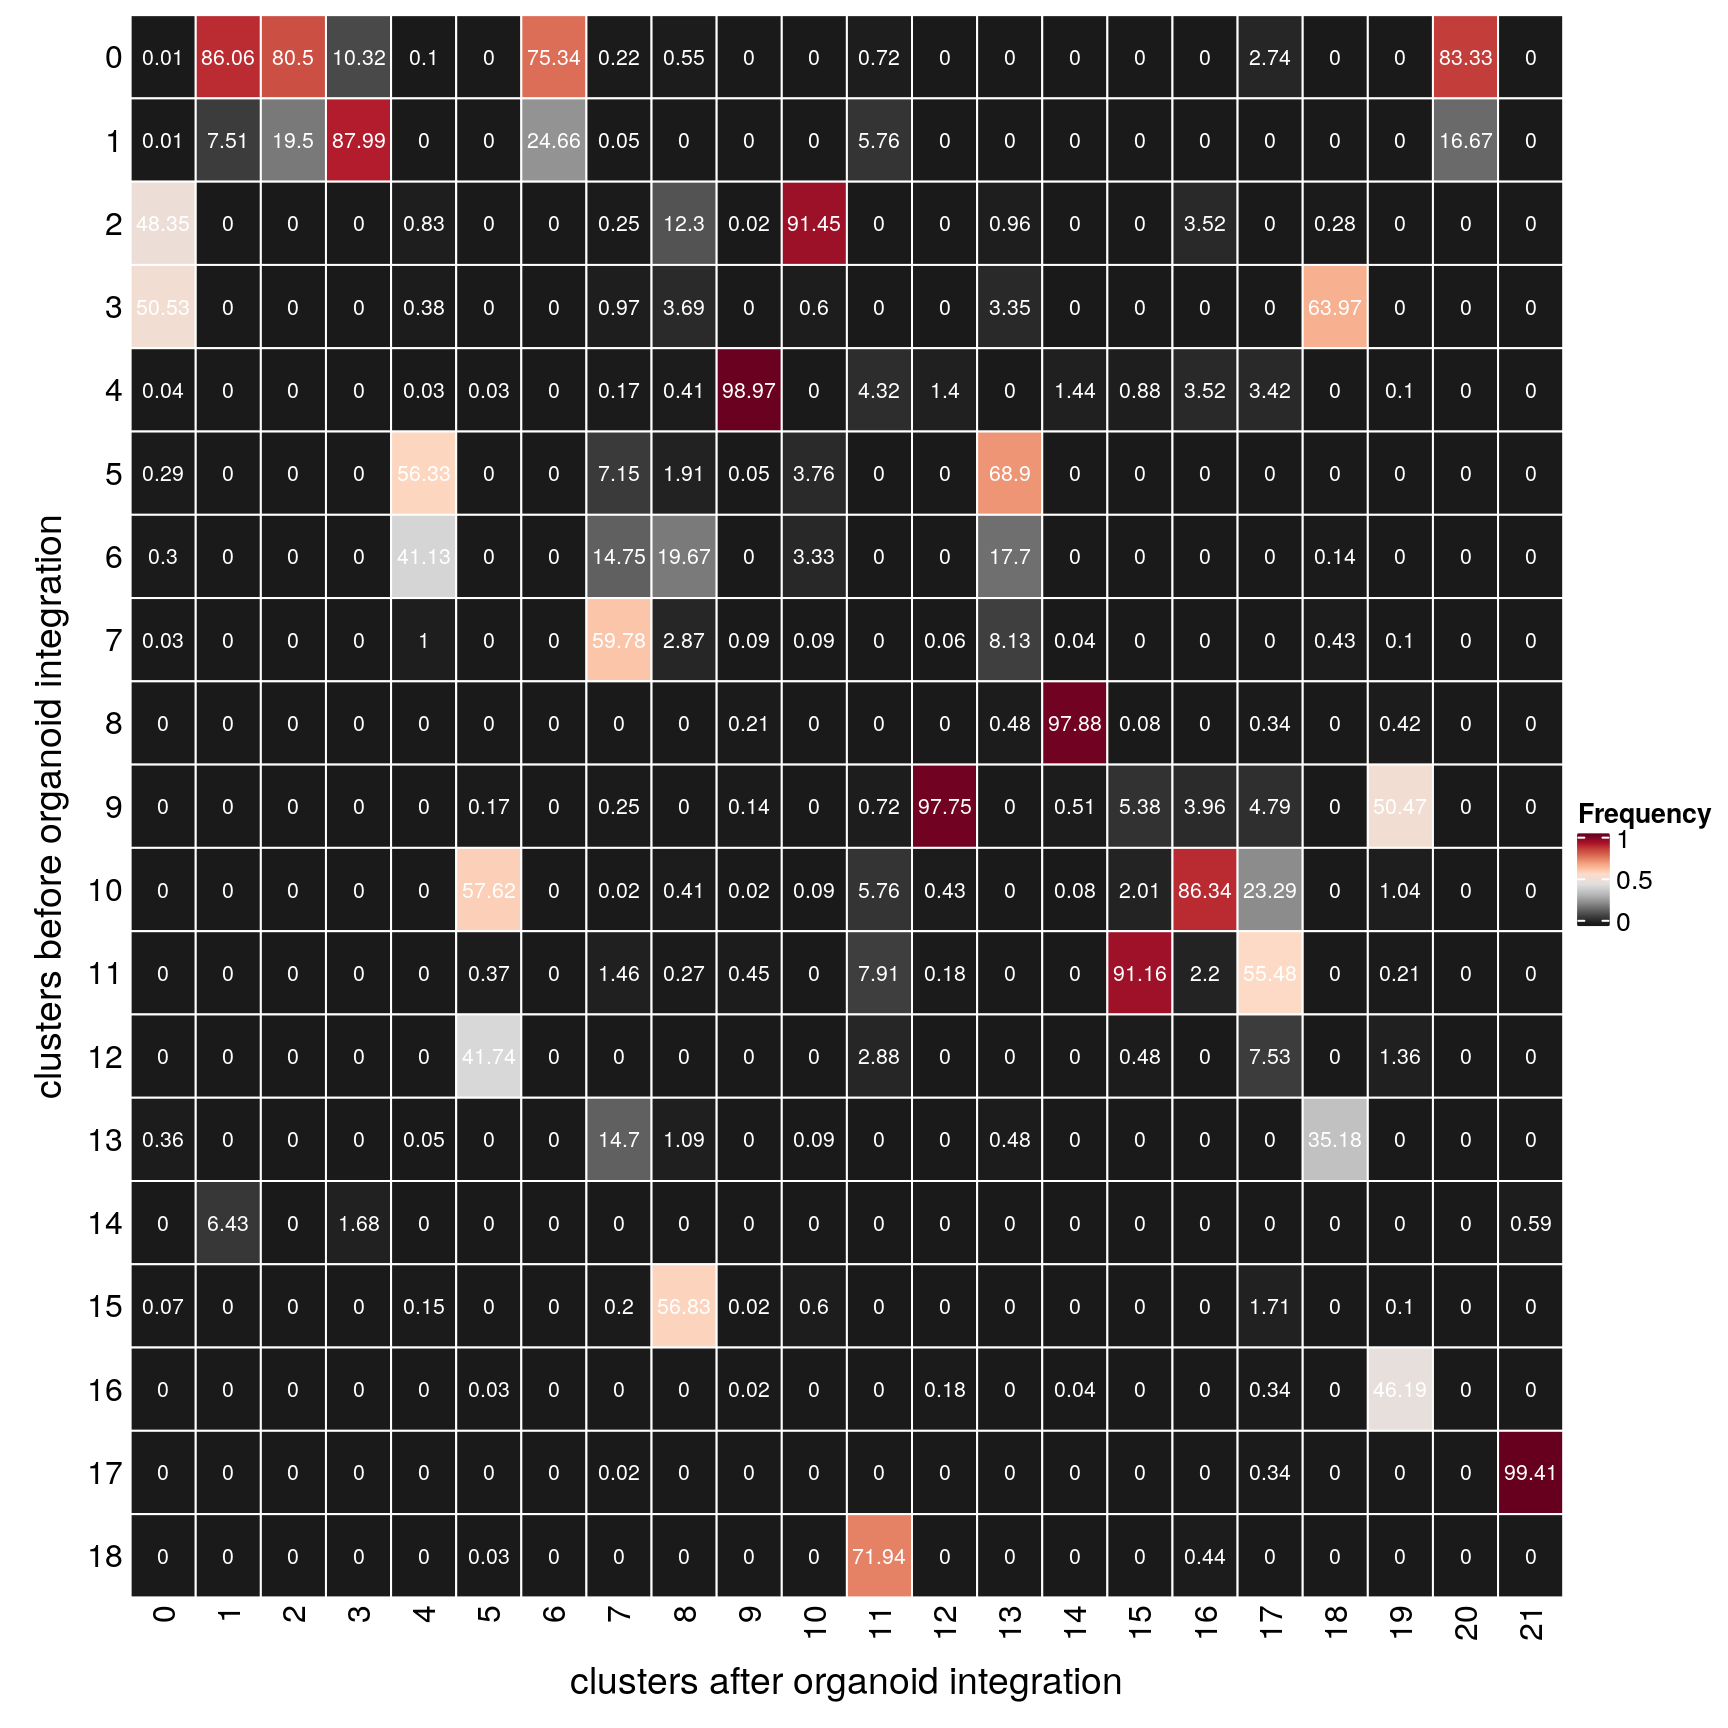 0 0.01 86.06 80.5 10.32 0.1 0 75.34 0.22 0.55 0 0 0.72 0 0 0 0 0 2.74 0 0 83.33 0
1 0.01 7.51 19.5 87.99 0 0 24.66 0.05 0 0 0 5.76 0 0 0 0 0 0 0 0 16.67 0
2 48.35 0 0 0 0.83 0 0 0.25 12.3 0.02 91.45 0 0 0.96 0 0 3.52 0 0.28 0 0 0
3 50.53 0 0 0 0.38 0 0 0.97 3.69 0 0.6 0 0 3.35 0 0 0 0 63.97 0 0 0
4 0.04 0 0 0 0.03 0.03 0 0.17 0.41 98.97 0 4.32 1.4 0 1.44 0.88 3.52 3.42 0 0.1 0 0
5 0.29 0 0 0 56.33 0 0 7.15 1.91 0.05 3.76 0 0 68.9 0 0 0 0 0 0 0 0
6 0.3 0 0 0 41.13 0 0 14.75 19.67 0 3.33 0 0 17.7 0 0 0 0 0.14 0 0 0
7 0.03 0 0 0 1 0 0 59.78 2.87 0.09 0.09 0 0.06 8.13 0.04 0 0 0 0.43 0.1 0 0
8 0 0 0 0 0 0 0 0 0 0.21 0 0 0 0.48 97.88 0.08 0 0.34 0 0.42 0 0
9 0 0 0 0 0 0.17 0 0.25 0 0.14 0 0.72 97.75 0 0.51 5.38 3.96 4.79 0 50.47 0 0
10 0 0 0 0 0 57.62 0 0.02 0.41 0.02 0.09 5.76 0.43 0 0.08 2.01 86.34 23.29 0 1.04 0 0
11 0 0 0 0 0 0.37 0 1.46 0.27 0.45 0 7.91 0.18 0 0 91.16 2.2 55.48 0 0.21 0 0
12 0 0 0 0 0 41.74 0 0 0 0 0 2.88 0 0 0 0.48 0 7.53 0 1.36 0 0
13 0.36 0 0 0 0.05 0 0 14.7 1.09 0 0.09 0 0 0.48 0 0 0 0 35.18 0 0 0
14 0 6.43 0 1.68 0 0 0 0 0 0 0 0 0 0 0 0 0 0 0 0 0 0.59
15 0.07 0 0 0 0.15 0 0 0.2 56.83 0.02 0.6 0 0 0 0 0 0 1.71 0 0.1 0 0
16 0 0 0 0 0 0.03 0 0 0 0.02 0 0 0.18 0 0.04 0 0 0.34 0 46.19 0 0
17 0 0 0 0 0 0 0 0.02 0 0 0 0 0 0 0 0 0 0.34 0 0 0 99.41
18 0 0 0 0 0 0.03 0 0 0 0 0 71.94 0 0 0 0 0.44 0 0 0 0 0
0 1 2 3 4 5 6 7 8 9 10 11 12 13 14 15 16 17 18 19 20 21
clusters after organoid integration
clusters before organoid integration
Frequency
1
0.5
0